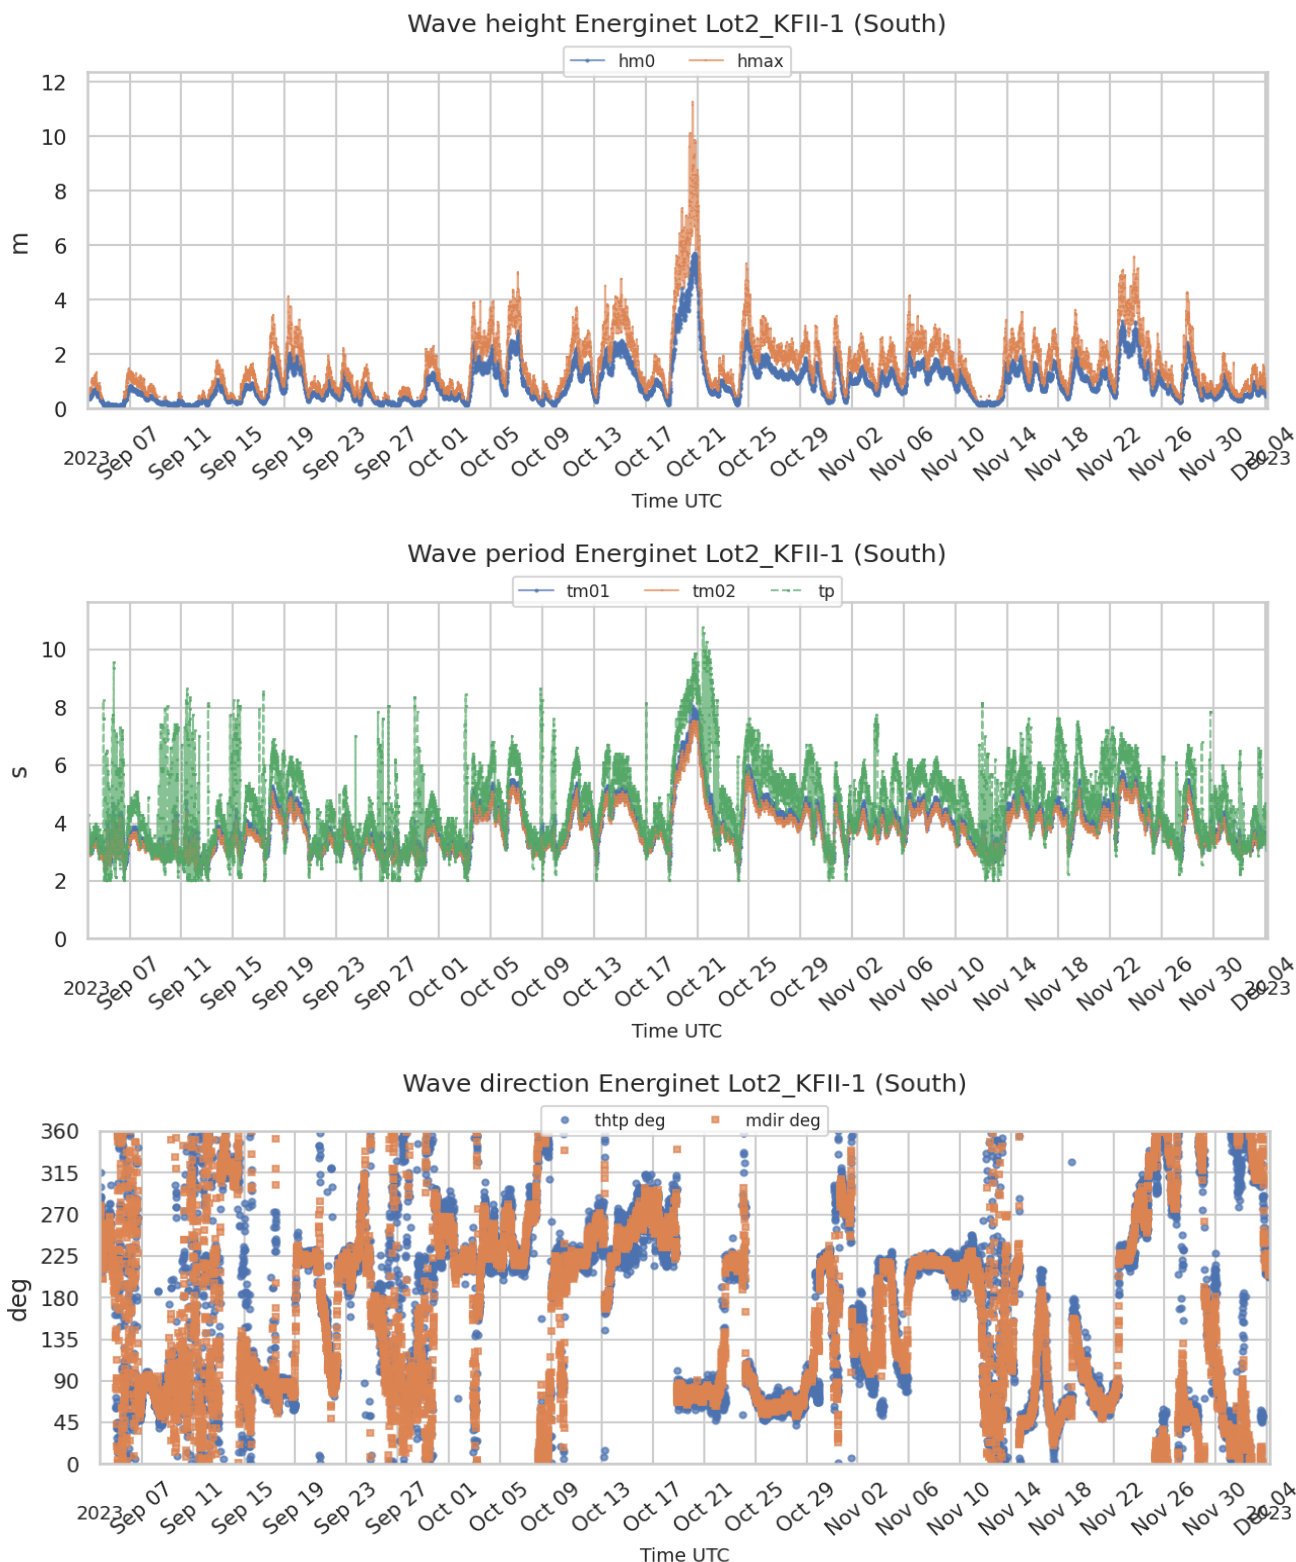 Wave height Energinet Lot2_KFII-1 (South)
hm0 hmax
12
10
8
6
4
2
0
m
2023
Sep 07 Sep 11 Sep 15 Sep 19 Sep 23 Sep 27 Oct 01 Oct 05 Oct 09 Oct 13 Oct 17 Oct 21 Oct 25 Oct 29 Nov 02 Nov 06 Nov 10 Nov 14 Nov 18 Nov 22 Nov 26 Nov 30 Dec 04
2023
Time UTC
Wave period Energinet Lot2_KFII-1 (South)
tm01 tm02 tp
10
8
6
4
2
0
s
2023
Sep 07 Sep 11 Sep 15 Sep 19 Sep 23 Sep 27 Oct 01 Oct 05 Oct 09 Oct 13 Oct 17 Oct 21 Oct 25 Oct 29 Nov 02 Nov 06 Nov 10 Nov 14 Nov 18 Nov 22 Nov 26 Nov 30 Dec 04
2023
Time UTC
Wave direction Energinet Lot2_KFII-1 (South)
thtp deg mdir deg
360
315
270
225
180
135
90
45
0
deg
2023
Sep 07 Sep 11 Sep 15 Sep 19 Sep 23 Sep 27 Oct 01 Oct 05 Oct 09 Oct 13 Oct 17 Oct 21 Oct 25 Oct 29 Nov 02 Nov 06 Nov 10 Nov 14 Nov 18 Nov 22 Nov 26 Nov 30 Dec 04
2023
Time UTC